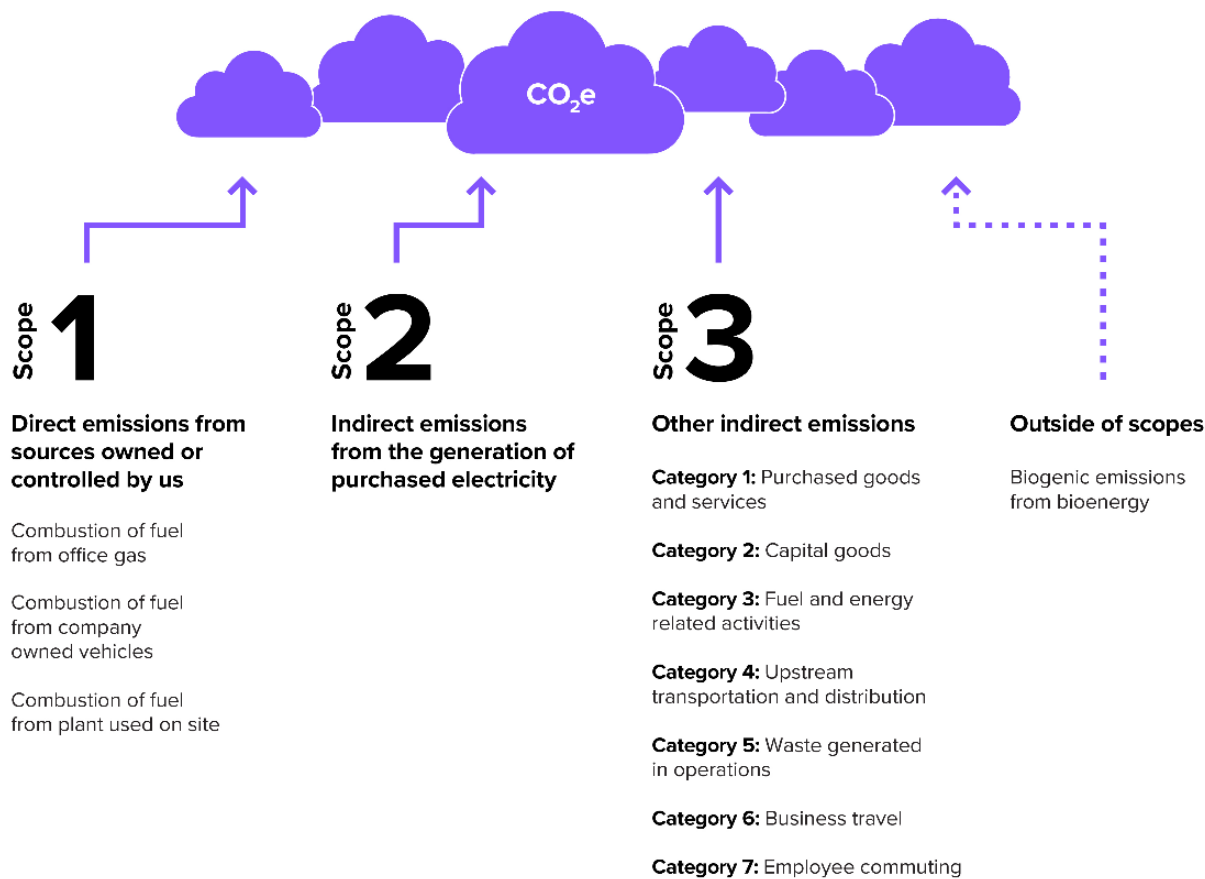 CO₂e
Scope 1
Direct emissions from
sources owned or
controlled by us
Combustion of fuel
from office gas
Combustion of fuel
from company
owned vehicles
Combustion of fuel
from plant used on site
Scope 2
Indirect emissions
from the generation of
purchased electricity
Scope 3
Other indirect emissions
Category 1: Purchased goods
and services
Category 2: Capital goods
Category 3: Fuel and energy
related activities
Category 4: Upstream
transportation and distribution
Category 5: Waste generated
in operations
Category 6: Business travel
Category 7: Employee commuting
Outside of scopes
Biogenic emissions
from bioenergy